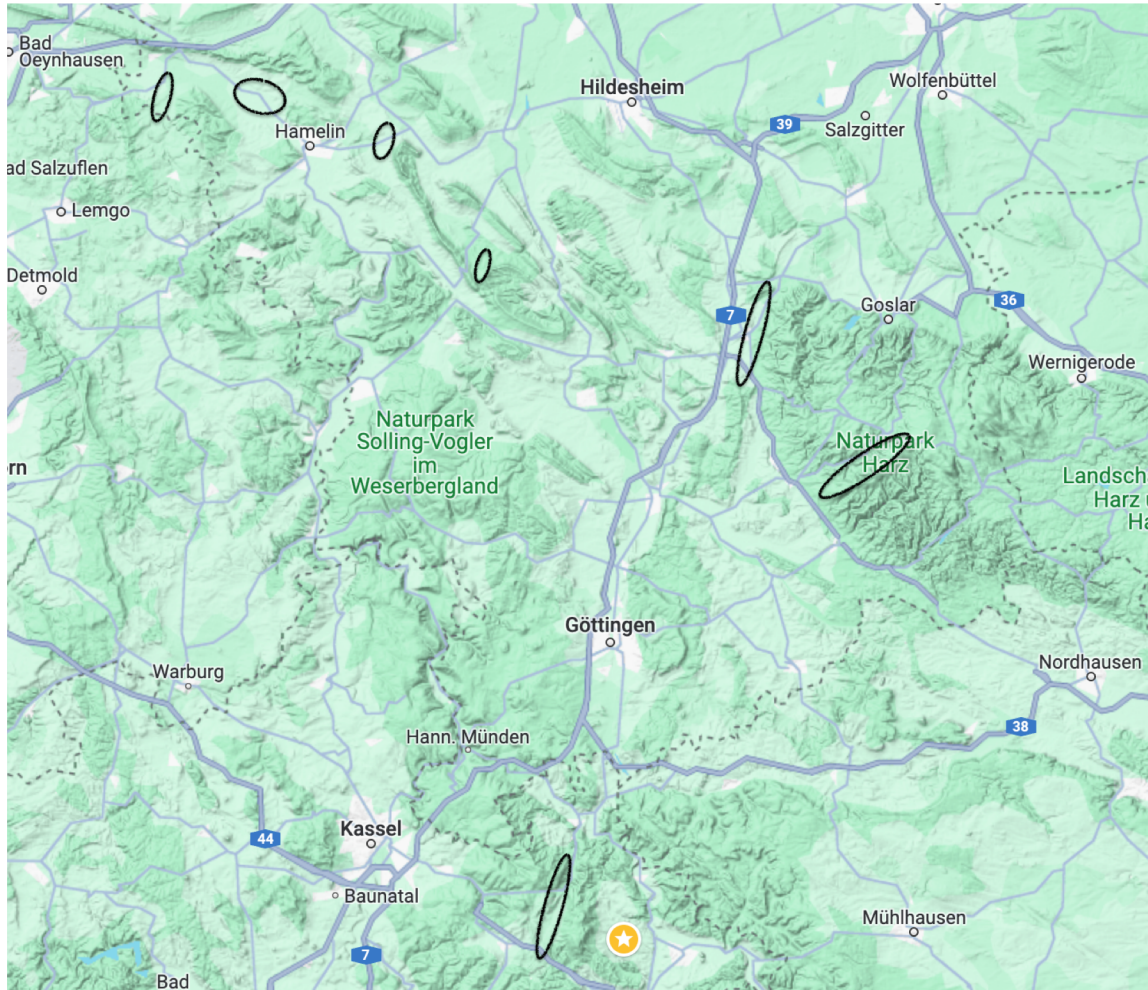 Bad
Oeynhausen
Hildesheim
Wolfenbüttel
39
Salzgitter
Hamelin
ad Salzuflen
Lemgo
Detmold
7
Goslar
36
Wernigerode
Naturpark
Solling-Vogler
im
Weserbergland
Naturpark
Harz
rn
Landsch
Harz
Ha
Göttingen
Warburg
Nordhausen
Hann. Münden
38
Kassel
44
Baunatal
Mühlhausen
7
Bad